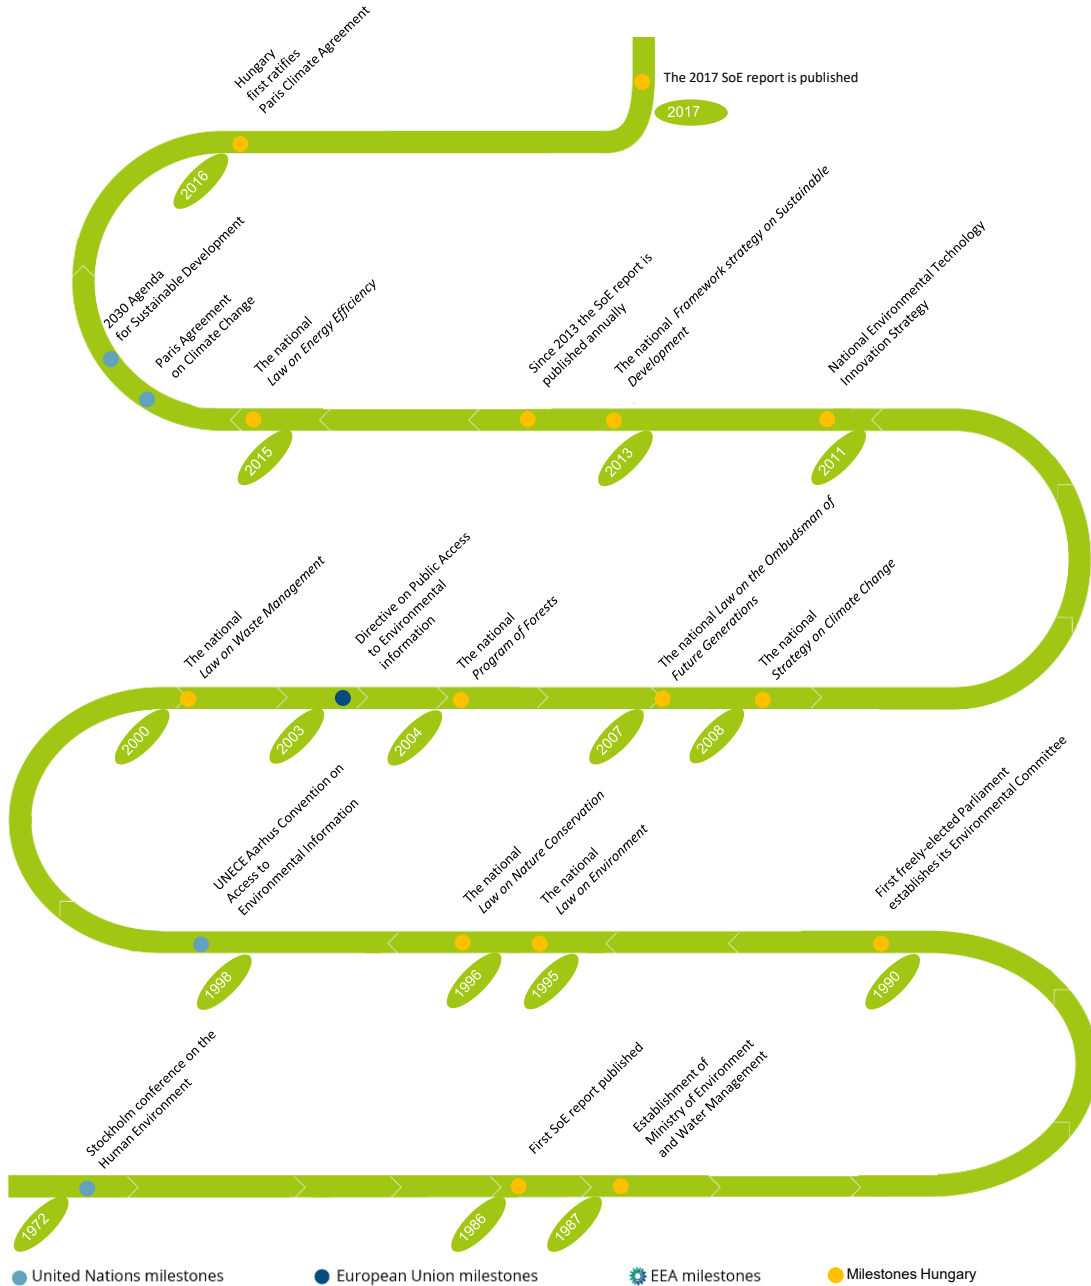 Hungary
first ratifies
Paris Climate Agreement
The 2017 SoE report is published
2017
2016
2030 Agenda
for Sustainable Development
Paris Agreement
on Climate Change
The national
Law on Energy Efficiency
Since 2013 the SoE report is
published annually
The national Framework strategy on Sustainable
Development
National Environmental Technology
Innovation Strategy
2015
2013
2011
The national
Law on Waste Management
Directive on Public Access
to Environmental
information
The national
Program of Forests
The national Law on the Ombudsman of
Future Generations
The national
Strategy on Climate Change
2000
2003
2004
2007
2008
UNECE Aarhus Convention on
Access to
Environmental Information
The national
Law on Nature Conservation
The national
Law on Environment
First freely-elected Parliament
establishes its Environmental Committee
1998
1996
1995
1990
Stockholm conference on the
Human Environment
First SoE report published
Establishment of
Ministry of Environment
and Water Management
1972
1986
1987
United Nations milestones
European Union milestones
EEA milestones
Milestones Hungary